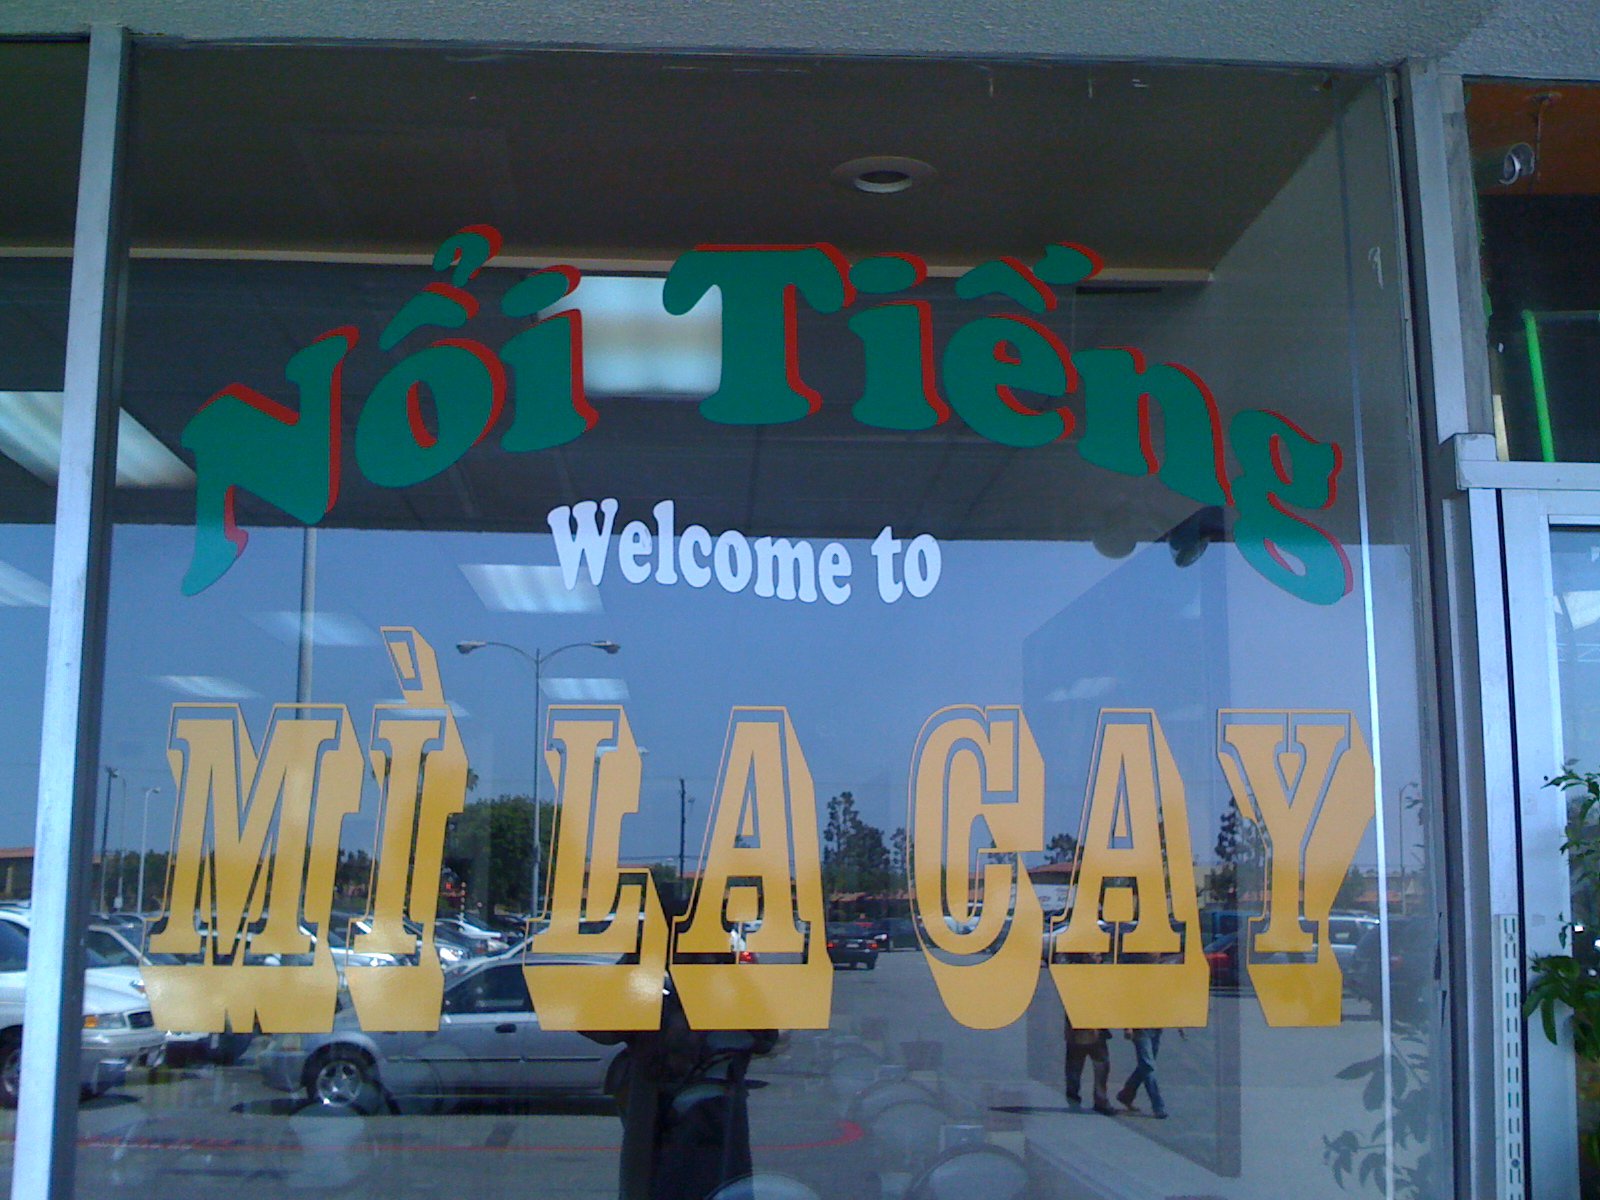 Nổi Tiếng
Welcome to
MÌ LA CAY